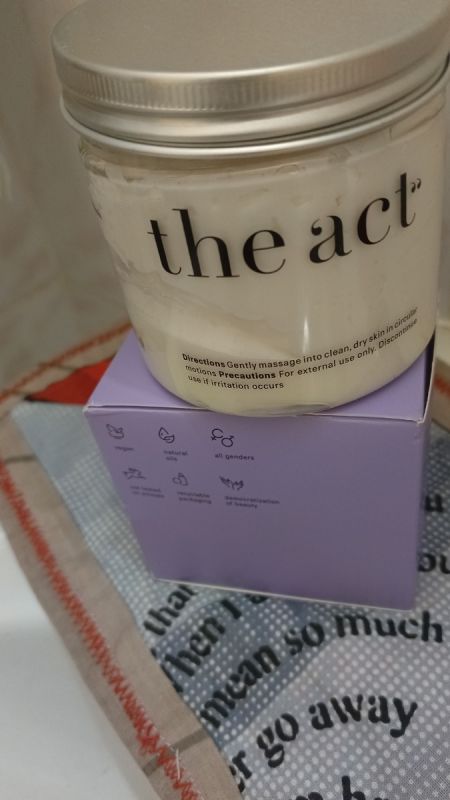 the act”
Directions Gently massage into clean, dry skin in circular
motions Precautions For external use only. Discontinue
use if irritation occurs
vegan
natural
oils
all genders
not tested
on animals
recyclable
packaging
democratization
of beauty
that
when I
mean so much
go away